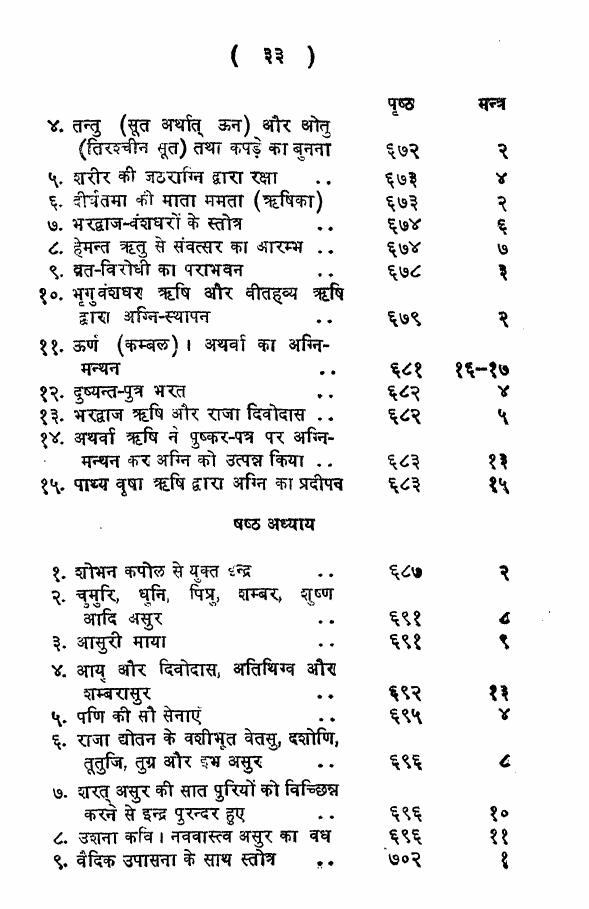 ( ३३ )
पृष्ठ मन्त्र
४. तन्तु (सूत अर्थात् ऊन) और ओतु
(तिरश्चीन सूत) तथा कपड़े का बुनना ६७२ २
५. शरीर की जठराग्नि द्वारा रक्षा .. ६७३ ४
६. दीर्घतमा की माता ममता (ऋषिका) ६७३ २
७. भरद्वाज-वंशधरों के स्तोत्र .. ६७४ ६
८. हेमन्त ऋतु से संवत्सर का आरम्भ .. ६७४ ७
९. व्रत-विरोधी का पराभवन .. ६७८ ३
१०. भृगुवंशधर ऋषि और वीतहव्य ऋषि
द्वारा अग्नि-स्थापन .. ६७९ २
११. ऊर्ण (कम्बल)। अथर्वा का अग्नि-
मन्थन .. ६८१ १६-१७
१२. दुष्यन्त-पुत्र भरत .. ६८२ ४
१३. भरद्वाज ऋषि और राजा दिवोदास .. ६८२ ५
१४. अथर्वा ऋषि ने पुष्कर-पत्र पर अग्नि-
मन्थन कर अग्नि को उत्पन्न किया .. ६८३ १३
१५. पाथ्य वृषा ऋषि द्वारा अग्नि का प्रदीपन ६८३ १५
षष्ठ अध्याय
१. शोभन कपोल से युक्त इन्द्र .. ६८७ २
२. चुमुरि, धुनि, पिप्रु, शम्बर, शुष्ण
आदि असुर .. ६९१ ८
३. आसुरी माया .. ६९१ ९
४. आयु और दिवोदास, अतिथिग्व और
शम्बरासुर .. ६९२ १३
५. पणि की सौ सेनाएँ .. ६९५ ४
६. राजा द्योतन के वशीभूत वेतसु, दशोणि,
तूतुजि, तुग्र और इभ असुर .. ६९६ ८
७. शरत् असुर की सात पुरियों को विच्छिन्न
करने से इन्द्र पुरन्दर हुए .. ६९६ १०
८. उशना कवि। नववास्त्व असुर का वध ६९६ ११
९. वैदिक उपासना के साथ स्तोत्र .. ७०२ १